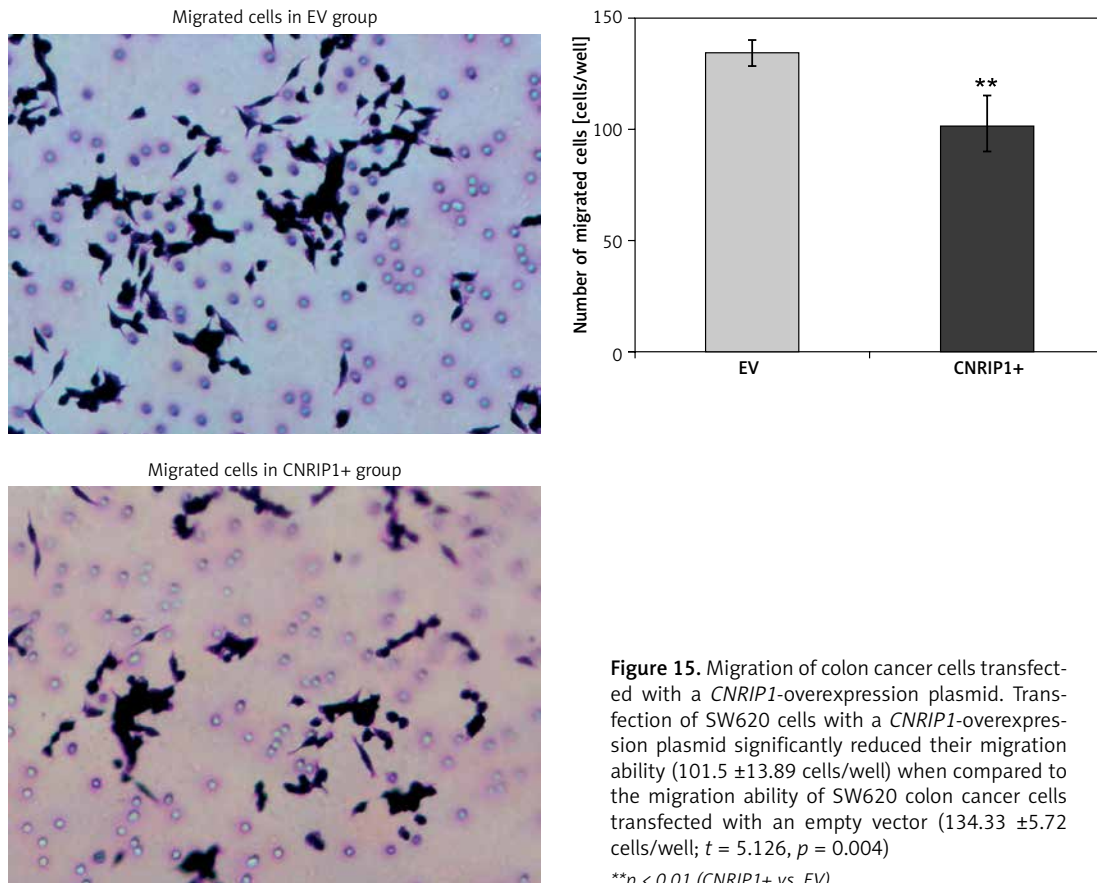 Migrated cells in EV group
Number of migrated cells [cells/well]
150
100
50
0
**
EV
CNRIP1+
Migrated cells in CNRIP1+ group
Figure 15. Migration of colon cancer cells transfect-
ed with a CNRIP1-overexpression plasmid. Trans-
fection of SW620 cells with a CNRIP1-overexpres-
sion plasmid significantly reduced their migration
ability (101.5 ±13.89 cells/well) when compared to
the migration ability of SW620 colon cancer cells
transfected with an empty vector (134.33 ±5.72
cells/well; t = 5.126, p = 0.004)
**p < 0.01 (CNRIP1+ vs. EV)